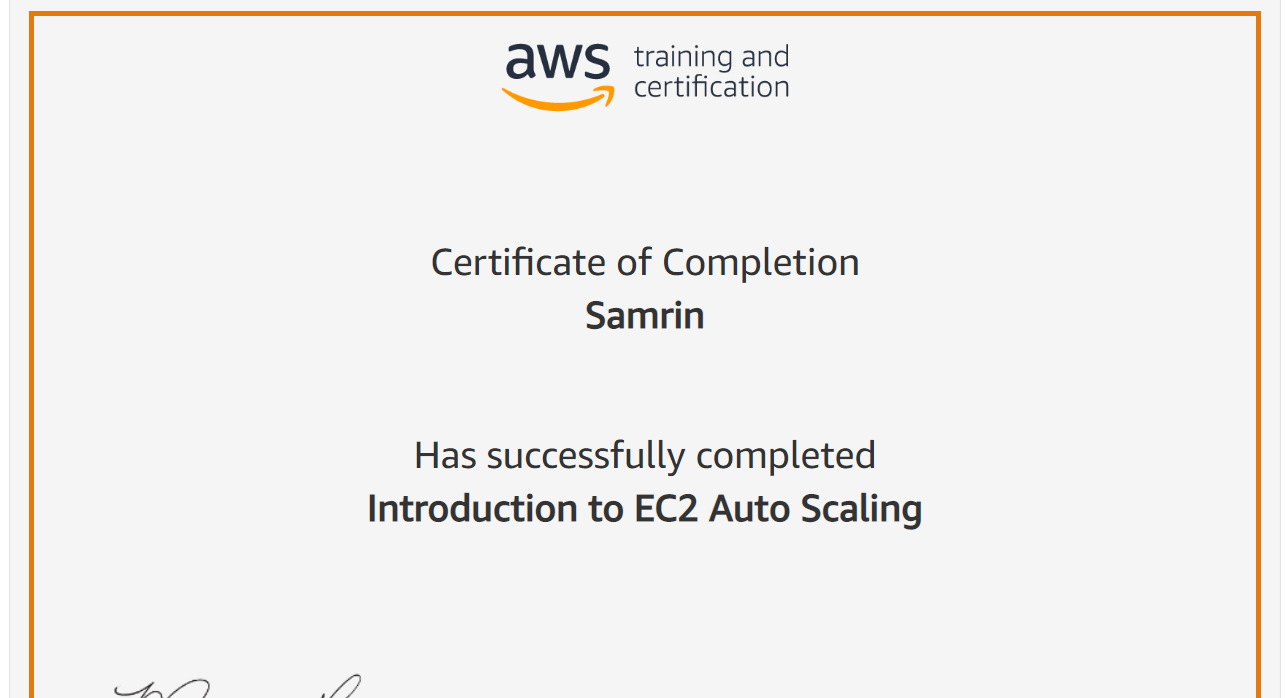 aws training and
certification
Certificate of Completion
Samrin
Has successfully completed
Introduction to EC2 Auto Scaling